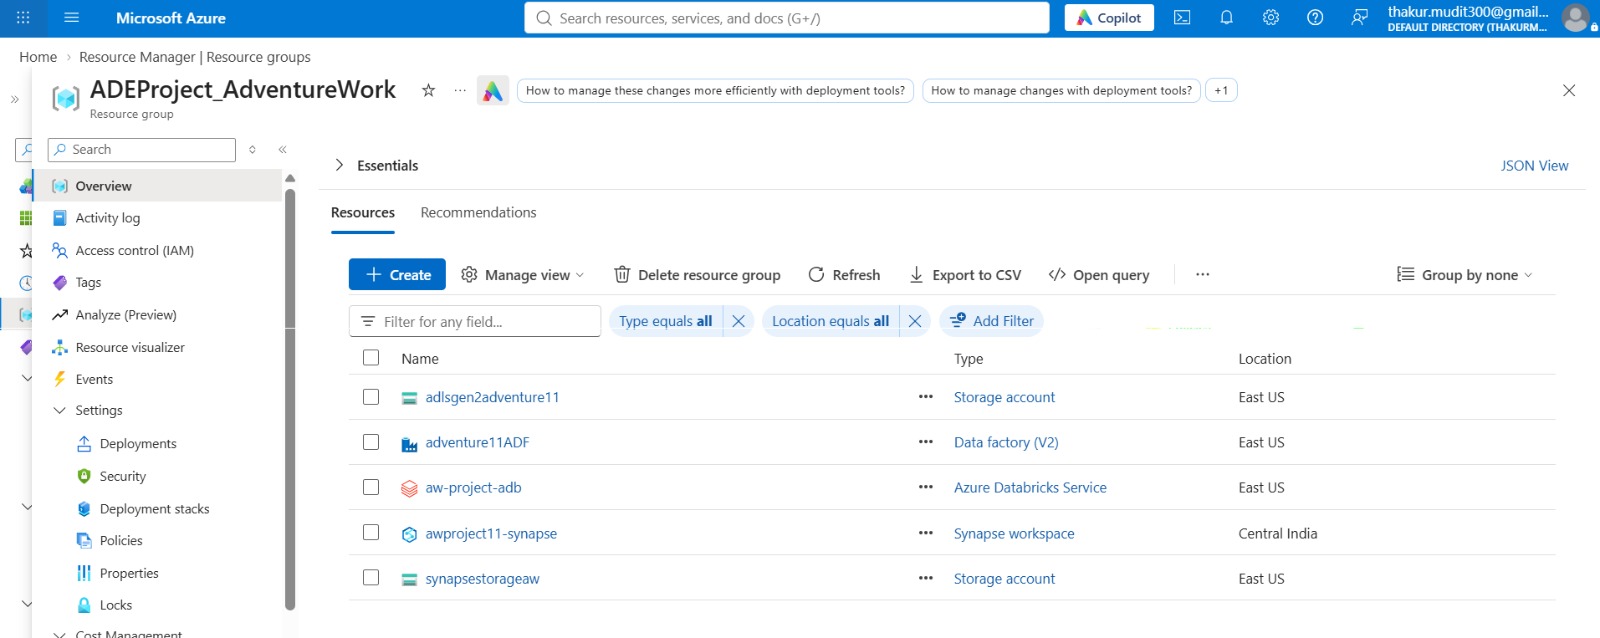 Microsoft Azure
Search resources, services, and docs (G+/)
Copilot
thakur.mudit300@gmail...
DEFAULT DIRECTORY (THAKURM...
Home > Resource Manager | Resource groups
ADEProject_AdventureWork
How to manage these changes more efficiently with deployment tools?
How to manage changes with deployment tools?
+1
Resource group
Search
Overview
Activity log
Access control (IAM)
Tags
Analyze (Preview)
Resource visualizer
Events
Settings
Deployments
Security
Deployment stacks
Policies
Properties
Locks
Cost Management
Essentials
JSON View
Resources
Recommendations
Create
Manage view
Delete resource group
Refresh
Export to CSV
Open query
Group by none
Filter for any field...
Type equals all
Location equals all
Add Filter
Name Type Location
adlsgen2adventure11 Storage account East US
adventure11ADF Data factory (V2) East US
aw-project-adb Azure Databricks Service East US
awproject11-synapse Synapse workspace Central India
synapsestorageaw Storage account East US